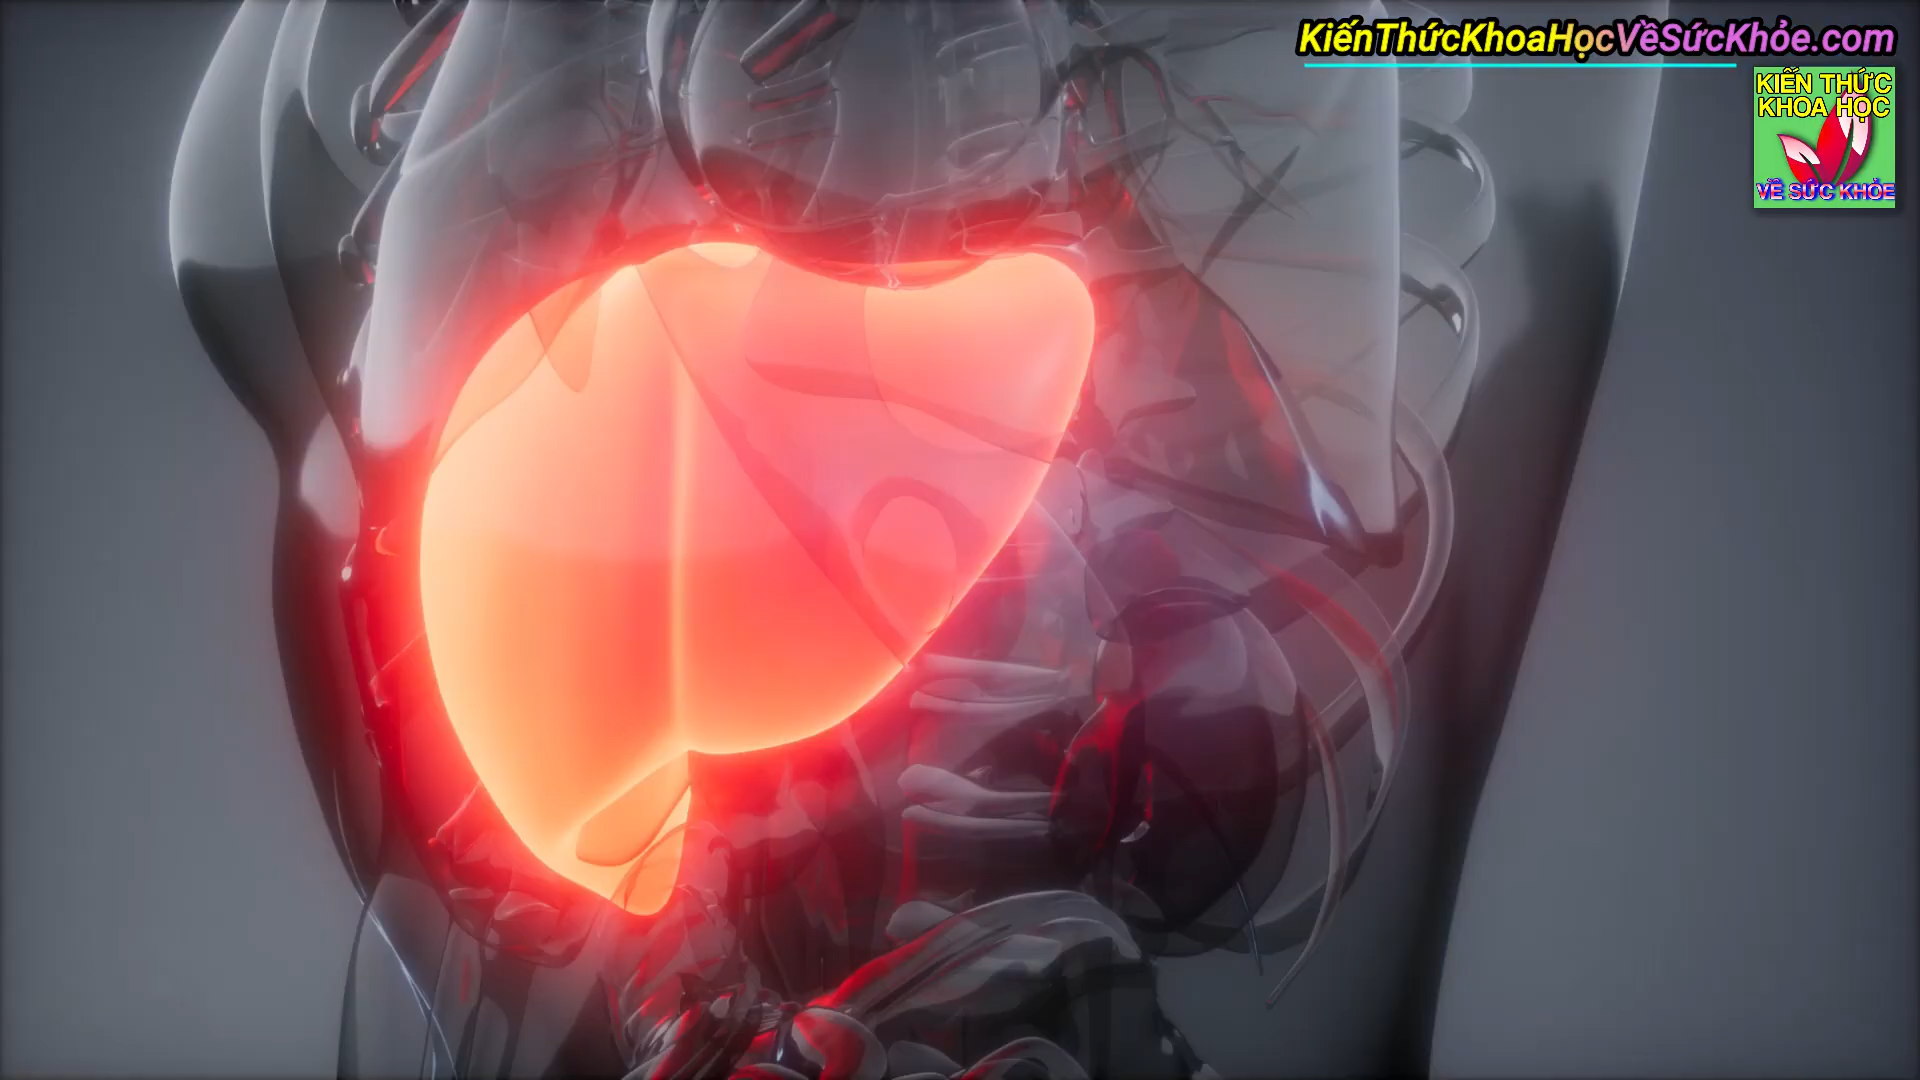 KiếnThứcKhoaHọcVềSứcKhỏe.com
KIẾN THỨC
KHOA HỌC
VỀ SỨC KHỎE